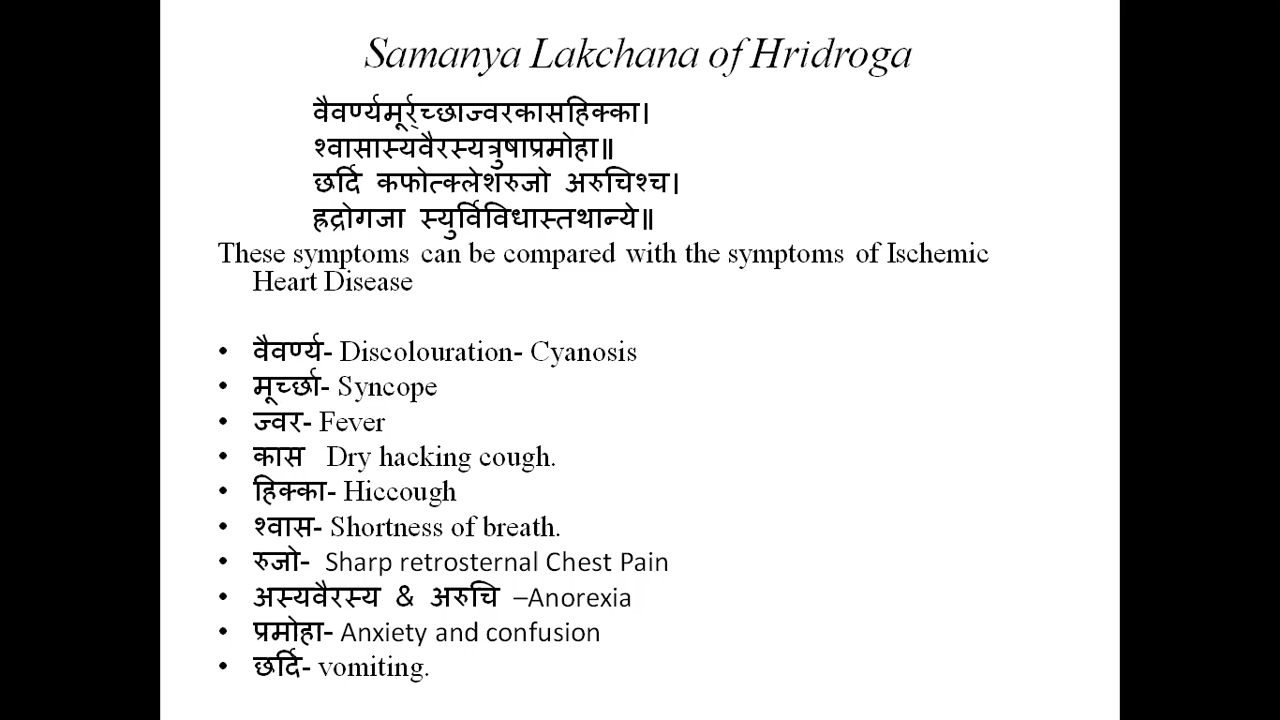 Samanya Lakchana of Hridroga
वैवर्ण्यमूर्र्च्छाज्वरकासहिक्का।
श्वासास्यवैरस्यत्रुषाप्रमोहा॥
छर्दि कफोत्क्लेशरुजो अरुचिश्च।
ह्रद्रोगजा स्युर्विविधास्तथान्ये॥
These symptoms can be compared with the symptoms of Ischemic
Heart Disease
• वैवर्ण्य- Discolouration- Cyanosis
• मूर्च्छा- Syncope
• ज्वर- Fever
• कास Dry hacking cough.
• हिक्का- Hiccough
• श्वास- Shortness of breath.
• रुजो- Sharp retrosternal Chest Pain
• अस्यवैरस्य & अरुचि –Anorexia
• प्रमोहा- Anxiety and confusion
• छर्दि- vomiting.